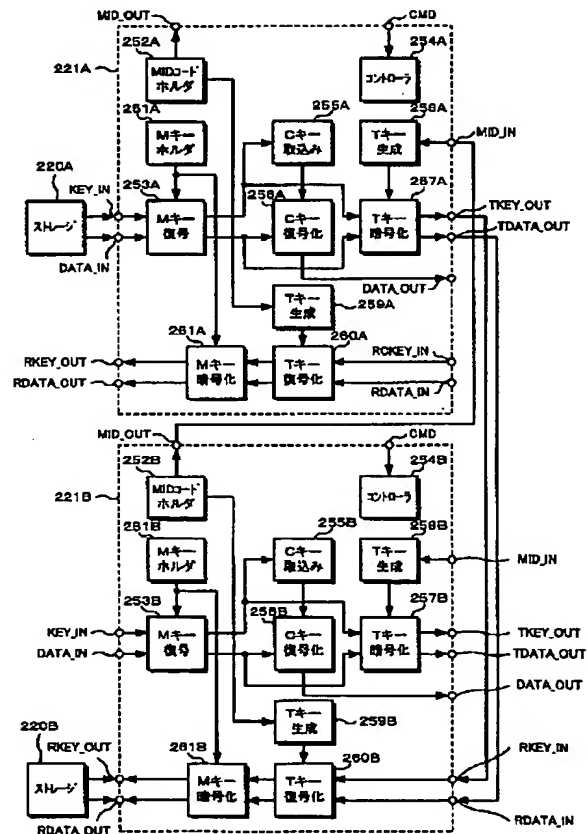 MID_OUT
CMD
252A
254A
221A
MIDコード
ホルダ
コントローラ
251A
255A
258A
Mキー
ホルダ
Cキー
取込み
Tキー
生成
MID_IN
220A
KEY_IN
253A
256A
257A
ストレージ
Mキー
復号
Cキー
復号化
Tキー
暗号化
TKEY_OUT
TDATA_OUT
DATA_IN
DATA_OUT
Tキー
生成
259A
261A
260A
RKEY_OUT
RDATA_OUT
Mキー
暗号化
Tキー
復号化
RCKEY_IN
RDATA_IN
MID_OUT
CMD
252B
254B
221B
MIDコード
ホルダ
コントローラ
251B
255B
258B
Mキー
ホルダ
Cキー
取込み
Tキー
生成
MID_IN
253B
256B
257B
KEY_IN
DATA_IN
Mキー
復号
Cキー
復号化
Tキー
暗号化
TKEY_OUT
TDATA_OUT
DATA_OUT
220B
RKEY_OUT
Tキー
生成
259B
261B
260B
RKEY_IN
ストレージ
Mキー
暗号化
Tキー
復号化
RDATA_OUT
RDATA_IN